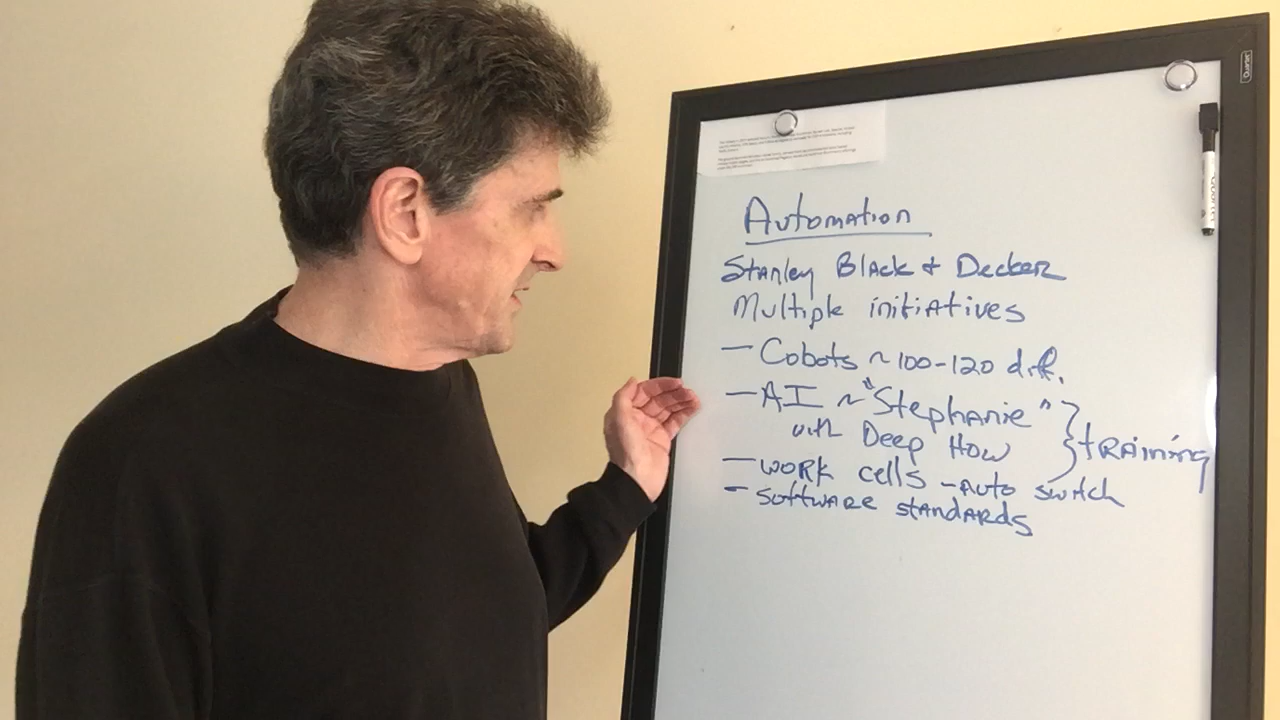 Automation
Stanley Black & Decker
Multiple initiatives
— Cobots ~ 100-120 diff.
— AI ~ "Stephanie"
with Deep How } training
— work cells - auto switch
— software standards
Quartet